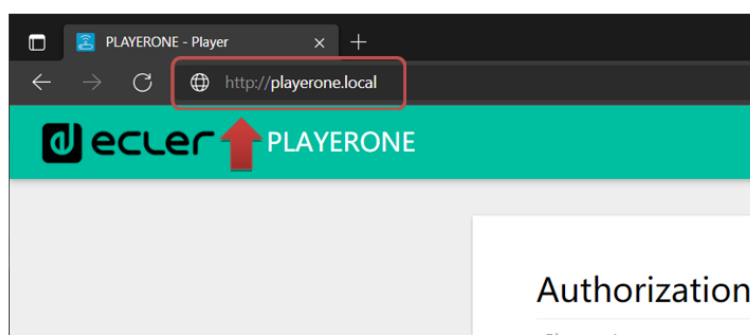 PLAYERONE - Player
http://playerone.local
ecler PLAYERONE
Authorization